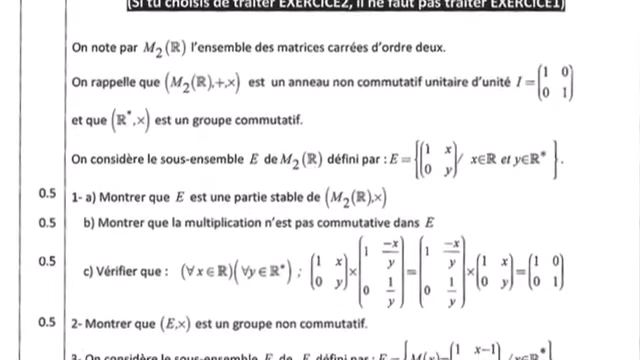 (Si tu choisis de traiter EXERCICE2, il ne faut pas traiter EXERCICE1)
On note par M₂(ℝ) l'ensemble des matrices carrées d'ordre deux.
On rappelle que (M₂(ℝ),+,×) est un anneau non commutatif unitaire d'unité I = (1 0 ; 0 1)
et que (ℝ*,×) est un groupe commutatif.
On considère le sous-ensemble E de M₂(ℝ) défini par : E = {(1 x ; 0 y) / x∈ℝ et y∈ℝ*}.
0.5 1- a) Montrer que E est une partie stable de (M₂(ℝ),×)
0.5 b) Montrer que la multiplication n'est pas commutative dans E
0.5 c) Vérifier que : (∀x∈ℝ)(∀y∈ℝ*) ; (1 x ; 0 y)×(1 -x/y ; 0 1/y) = (1 -x/y ; 0 1/y)×(1 x ; 0 y) = (1 0 ; 0 1)
0.5 2- Montrer que (E,×) est un groupe non commutatif.